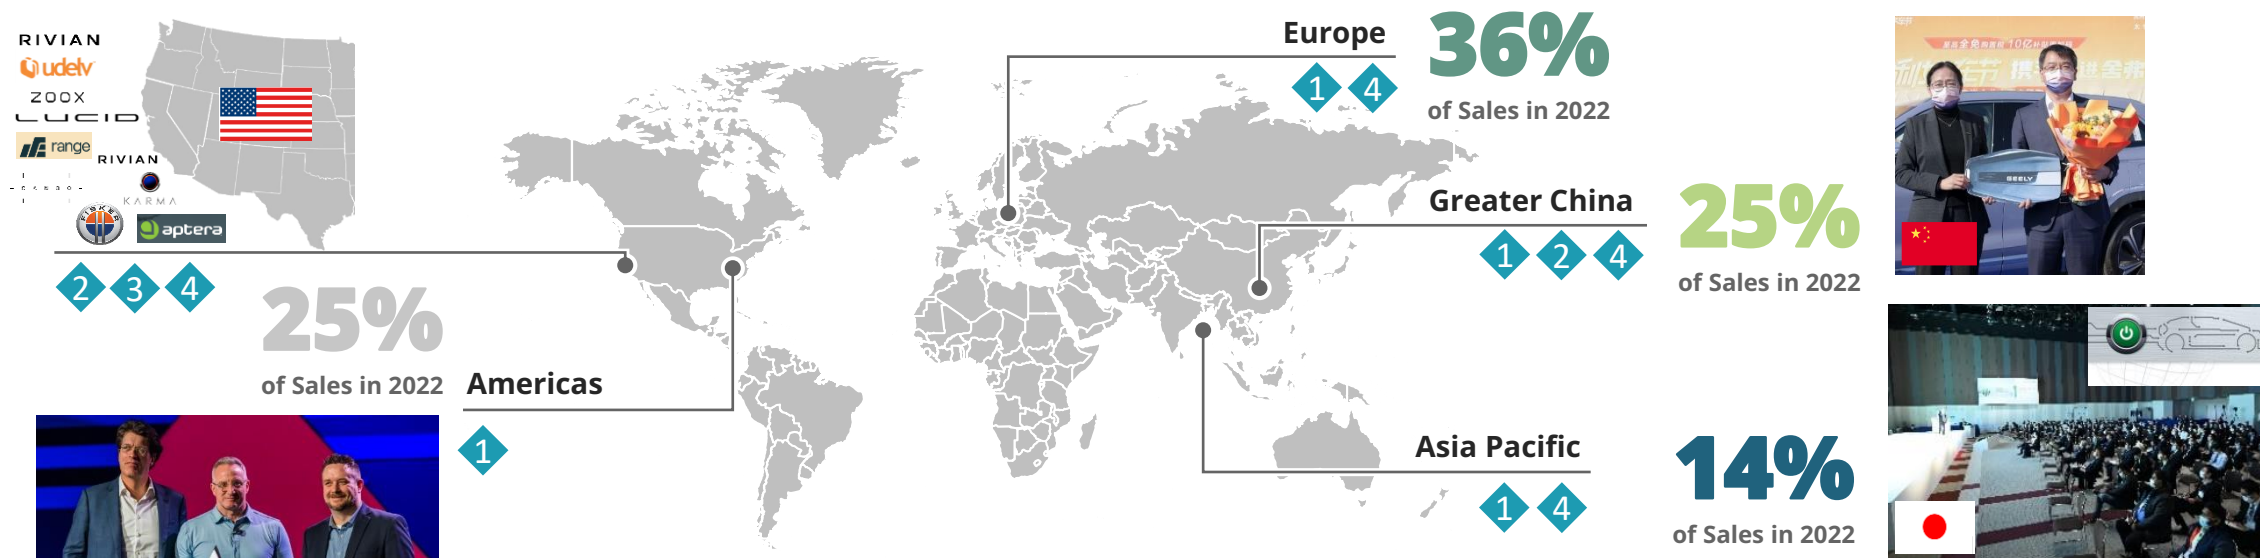 RIVIAN
udelv
ZOOX
LUCID
range
RIVIAN
KARMA
FISKER
aptera
2 3 4
25%
of Sales in 2022
Americas
1
Europe
1 4
36%
of Sales in 2022
Greater China
1 2 4
25%
of Sales in 2022
Asia Pacific
1 4
14%
of Sales in 2022
GEELY